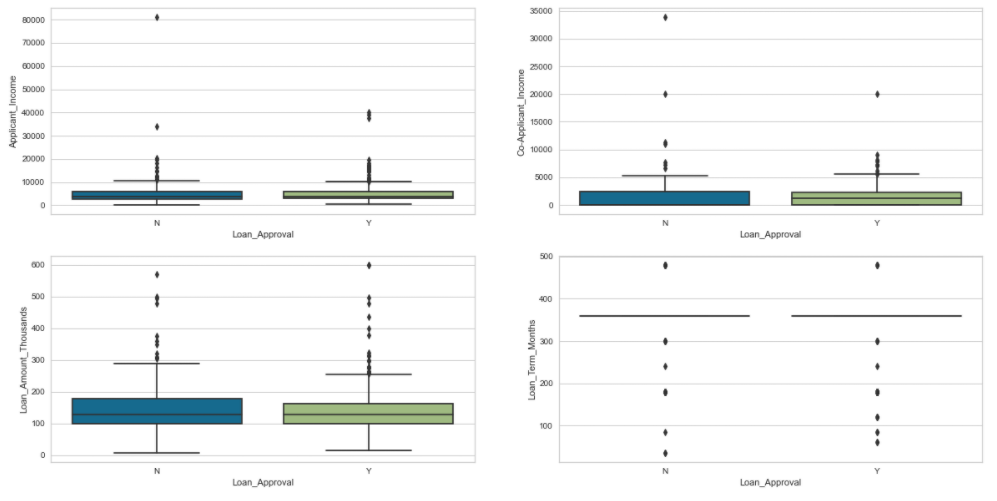 80000
70000
60000
50000
40000
30000
20000
10000
0
Applicant_Income
N Y
Loan_Approval
35000
30000
25000
20000
15000
10000
5000
0
Co-Applicant_Income
N Y
Loan_Approval
600
500
400
300
200
100
0
Loan_Amount_Thousands
N Y
Loan_Approval
500
400
300
200
100
Loan_Term_Months
N Y
Loan_Approval